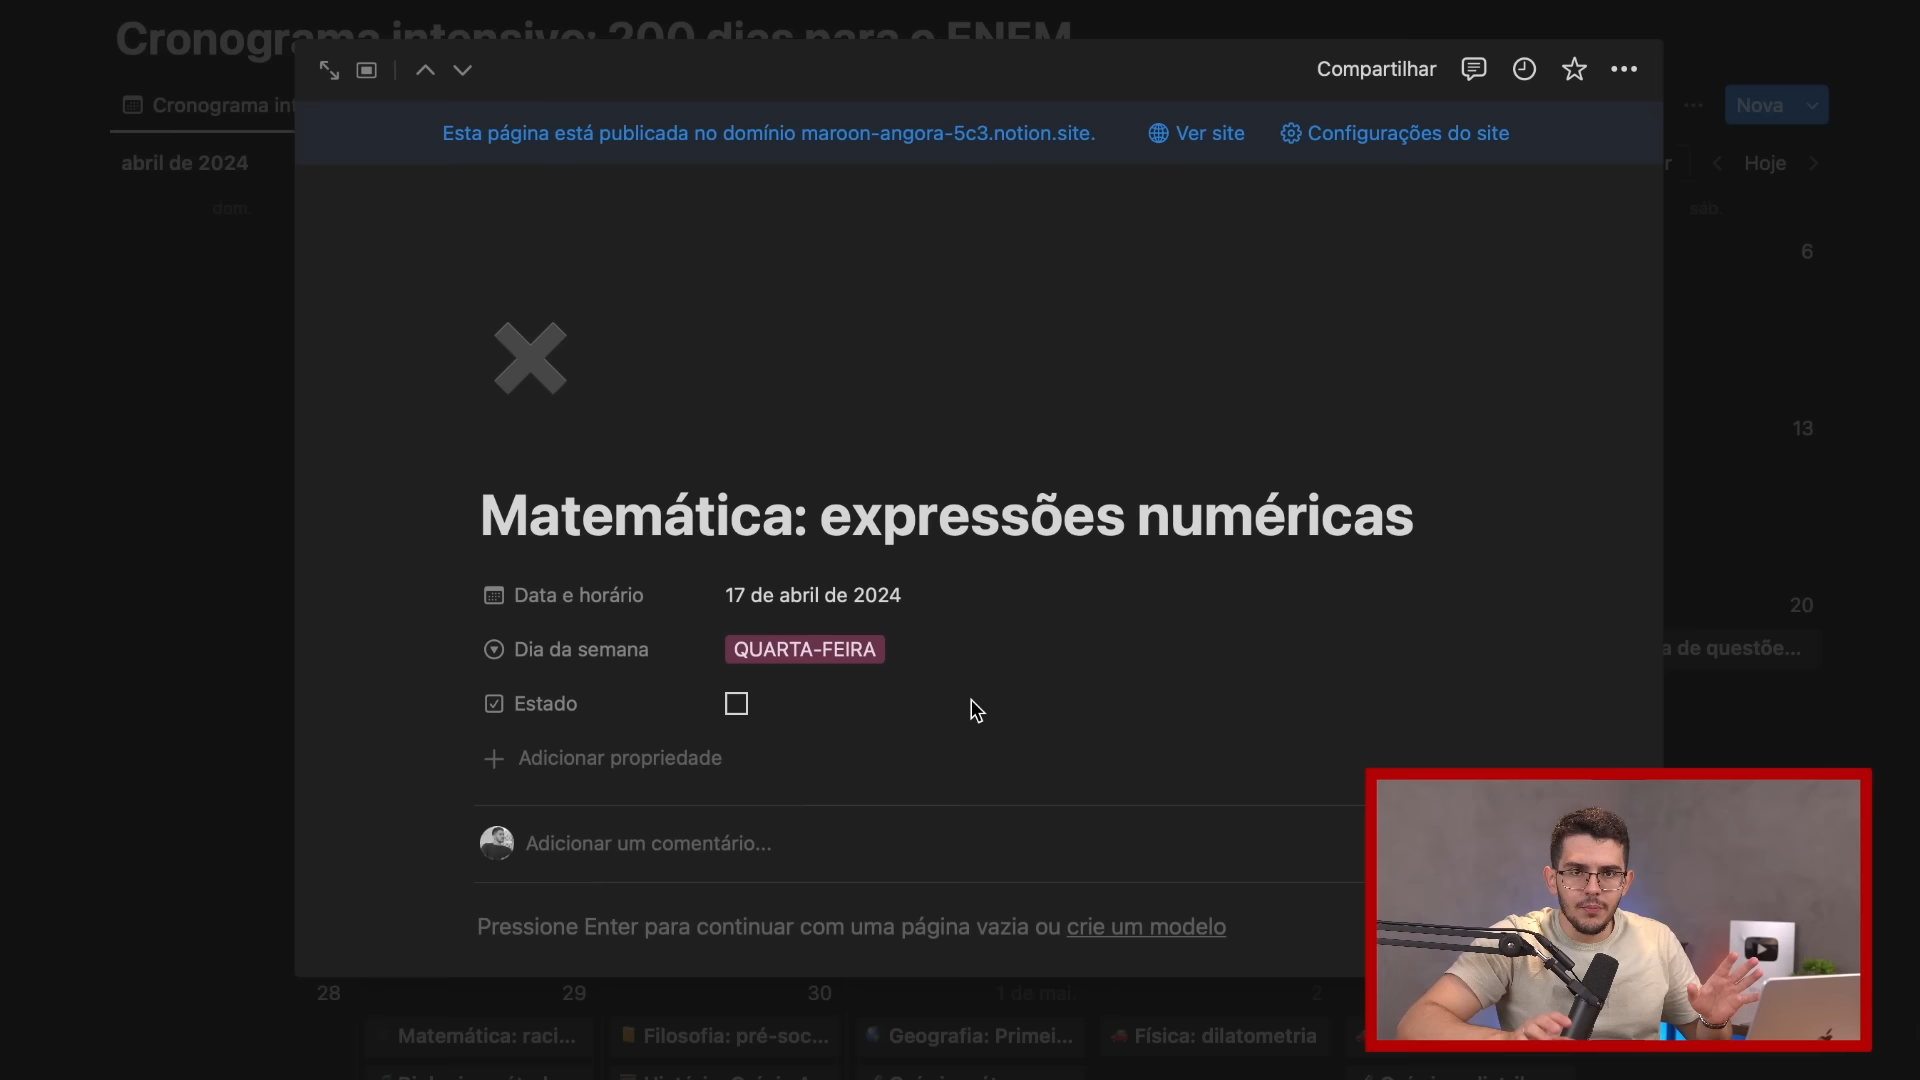 Cronograma intensivo: 200 dias para o ENEM
Compartilhar
Cronograma int
Nova
Esta página está publicada no domínio maroon-angora-5c3.notion.site.
Ver site
Configurações do site
abril de 2024
r
Hoje
dom.
sáb.
6
13
Matemática: expressões numéricas
Data e horário
17 de abril de 2024
20
Dia da semana
QUARTA-FEIRA
a de questõe...
Estado
Adicionar propriedade
Adicionar um comentário...
Pressione Enter para continuar com uma página vazia ou crie um modelo
28
29
30
1 de mai.
2
Matemática: raci...
Filosofia: pré-soc...
Geografia: Primei...
Física: dilatometria